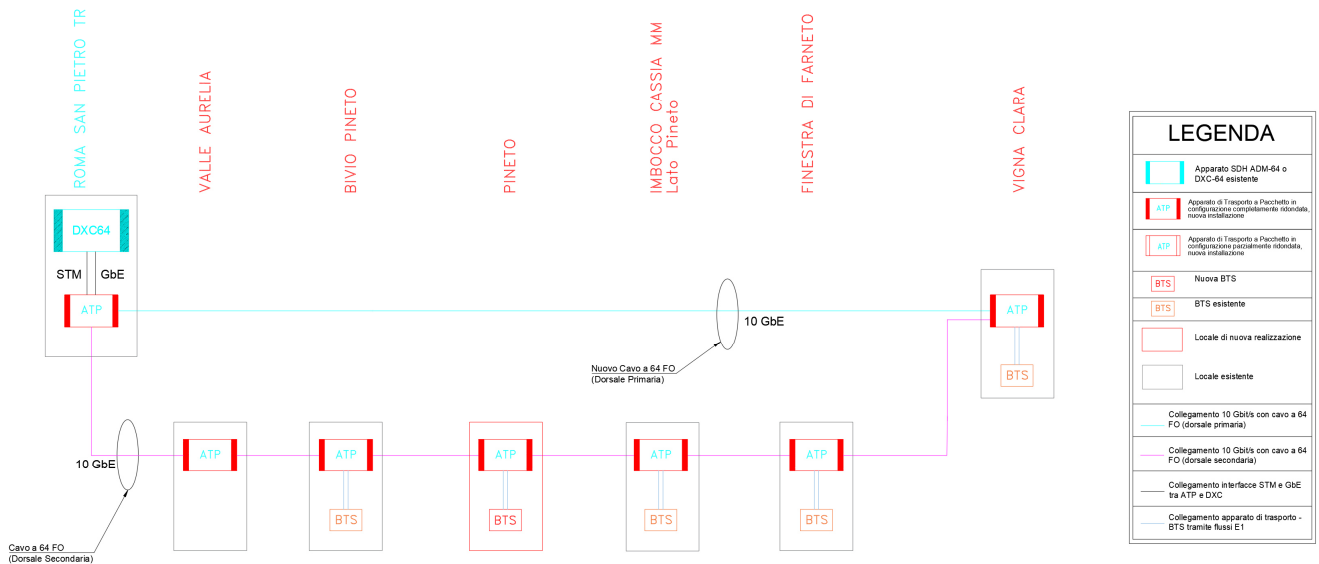 ROMA SAN PIETRO TR
VALLE AURELIA
BIVIO PINETO
PINETO
IMBOCCO CASSIA MM
Lato Pineto
FINESTRA DI FARNETO
VIGNA CLARA
DXC64
STM
GbE
ATP
10 GbE
ATP
BTS
Nuovo Cavo a 64 FO
(Dorsale Primaria)
10 GbE
ATP
ATP
ATP
ATP
ATP
BTS
BTS
BTS
BTS
Cavo a 64 FO
(Dorsale Secondaria)
LEGENDA
Apparato SDH ADM-64 o
DXC-64 esistente
ATP
Apparato di Trasporto a Pacchetto in
configurazione completamente ridondata,
nuova installazione
ATP
Apparato di Trasporto a Pacchetto in
configurazione parzialmente ridondata,
nuova installazione
BTS
Nuova BTS
BTS
BTS esistente
Locale di nuova realizzazione
Locale esistente
Collegamento 10 Gbit/s con cavo a 64
FO (dorsale primaria)
Collegamento 10 Gbit/s con cavo a 64
FO (dorsale secondaria)
Collegamento interfacce STM e GbE
tra ATP e DXC
Collegamento apparato di trasporto -
BTS tramite flussi E1